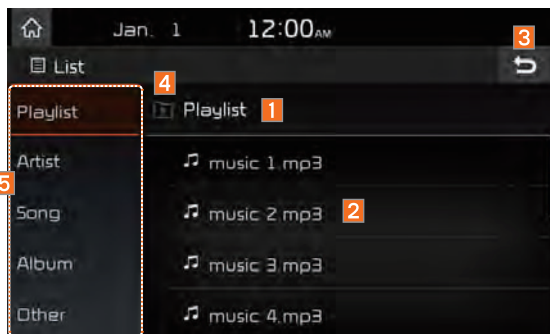 Jan. 1 12:00AM
3
List
4
Playlist
Playlist 1
Artist
music 1.mp3
5
Song
music 2.mp3 2
Album
music 3.mp3
Other
music 4.mp3